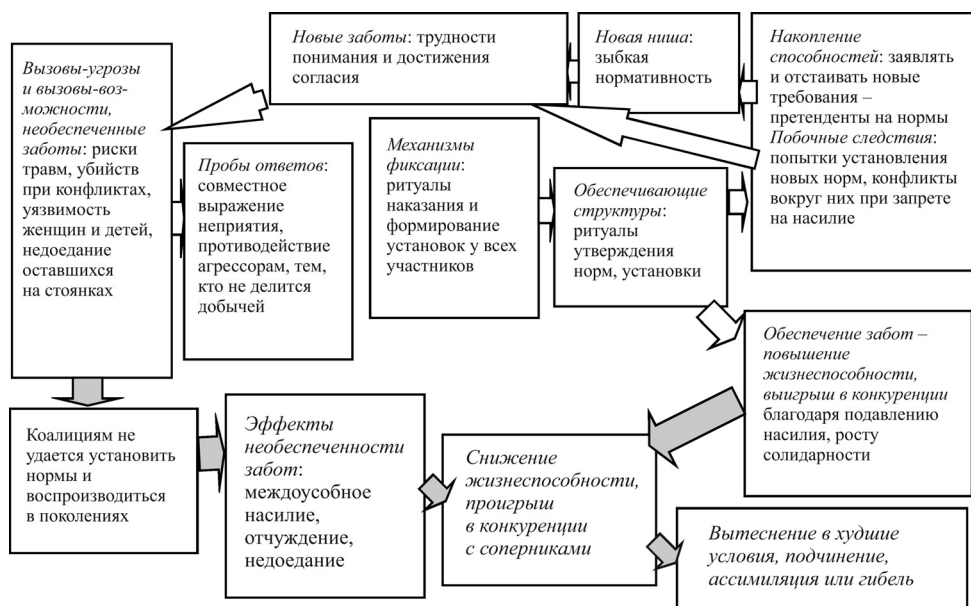 Вызовы-угрозы
и вызовы-воз-
можности,
необеспеченные
заботы: риски
травм, убийств
при конфликтах,
уязвимость
женщин и детей,
недоедание
оставшихся
на стоянках
Новые заботы: трудности
понимания и достижения
согласия
Новая ниша:
зыбкая
нормативность
Накопление
способностей: заявлять
и отстаивать новые
требования –
претенденты на нормы
Побочные следствия:
попытки установления
новых норм, конфликты
вокруг них при запрете
на насилие
Пробы ответов:
совместное
выражение
неприятия,
противодействие
агрессорам, тем,
кто не делится
добычей
Механизмы
фиксации:
ритуалы
наказания и
формирование
установок у всех
участников
Обеспечивающие
структуры:
ритуалы
утверждения
норм, установки
Обеспечение забот –
повышение
жизнеспособности,
выигрыш в конкуренции
благодаря подавлению
насилия, росту
солидарности
Коалициям не
удается установить
нормы и
воспроизводиться
в поколениях
Эффекты
необеспеченности
забот:
междоусобное
насилие,
отчуждение,
недоедание
Снижение
жизнеспособности,
проигрыш
в конкуренции
с соперниками
Вытеснение в худшие
условия, подчинение,
ассимиляция или гибель